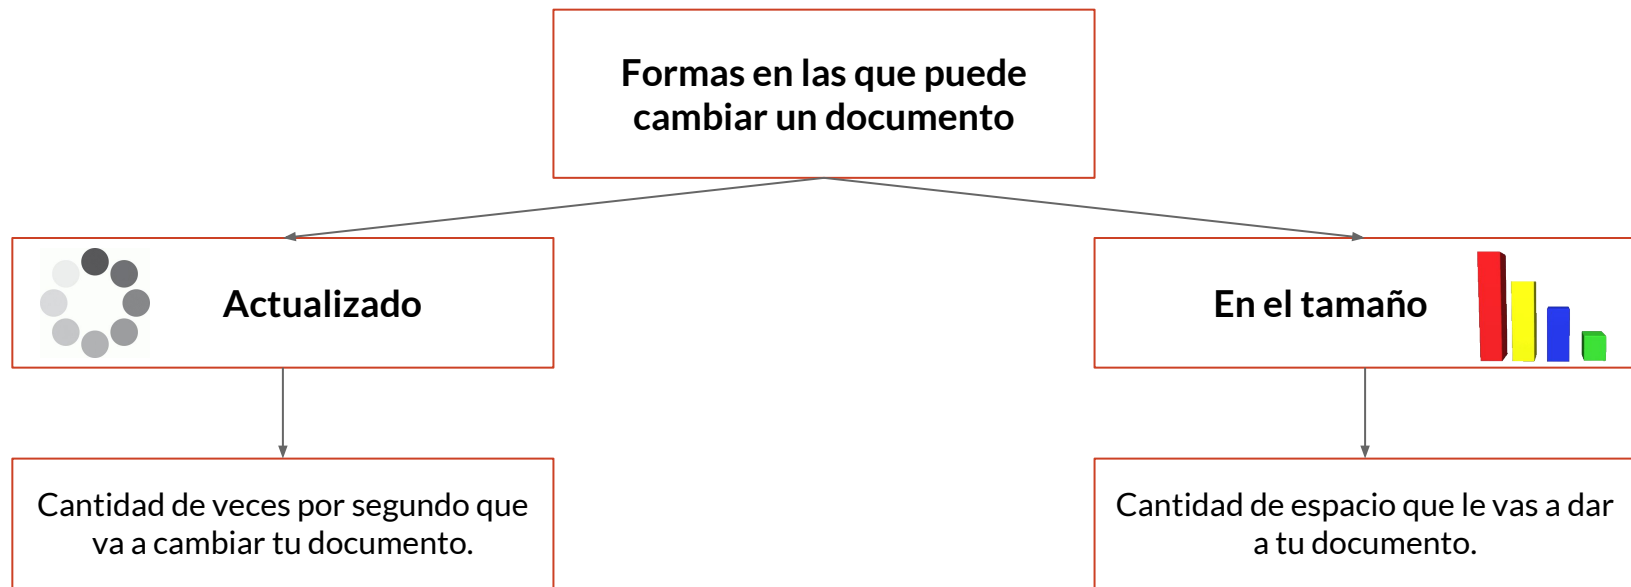 Formas en las que puede
cambiar un documento
Actualizado
En el tamaño
Cantidad de veces por segundo que
va a cambiar tu documento.
Cantidad de espacio que le vas a dar
a tu documento.